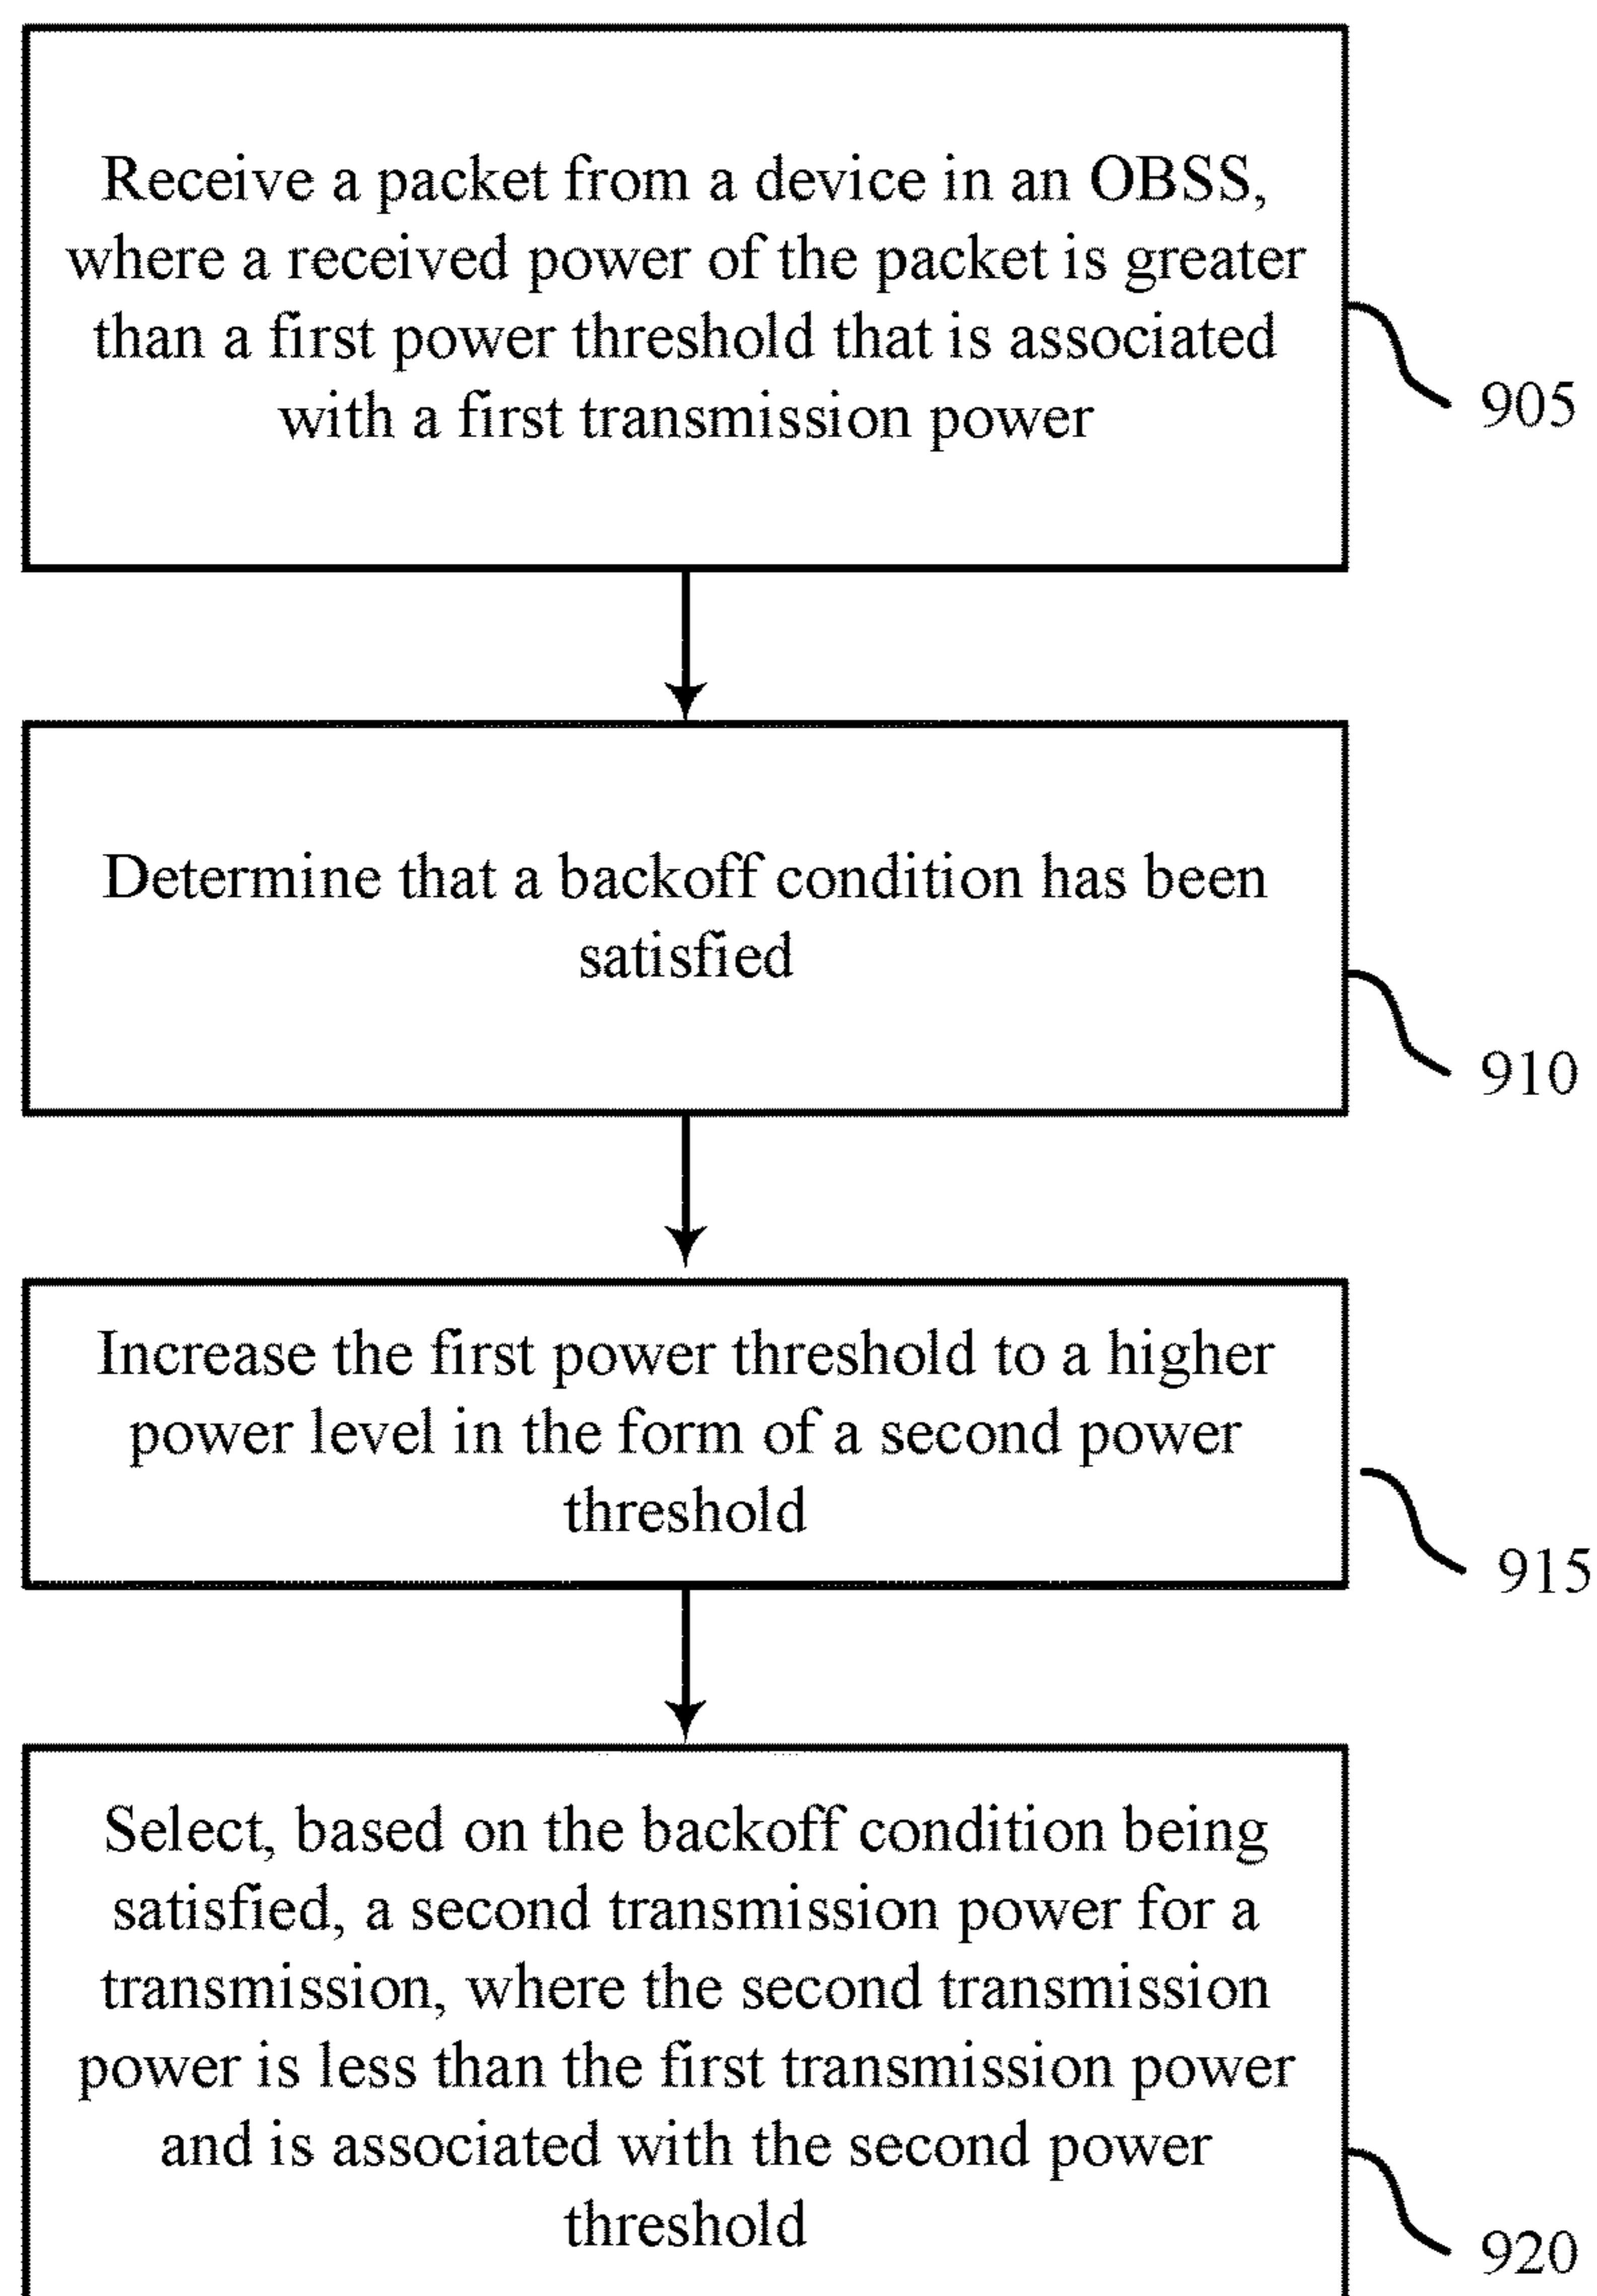 Receive a packet from a device in an OBSS,
where a received power of the packet is greater
than a first power threshold that is associated
with a first transmission power
905
Determine that a backoff condition has been
satisfied
910
Increase the first power threshold to a higher
power level in the form of a second power
threshold
915
Select, based on the backoff condition being
satisfied, a second transmission power for a
transmission, where the second transmission
power is less than the first transmission power
and is associated with the second power
threshold
920